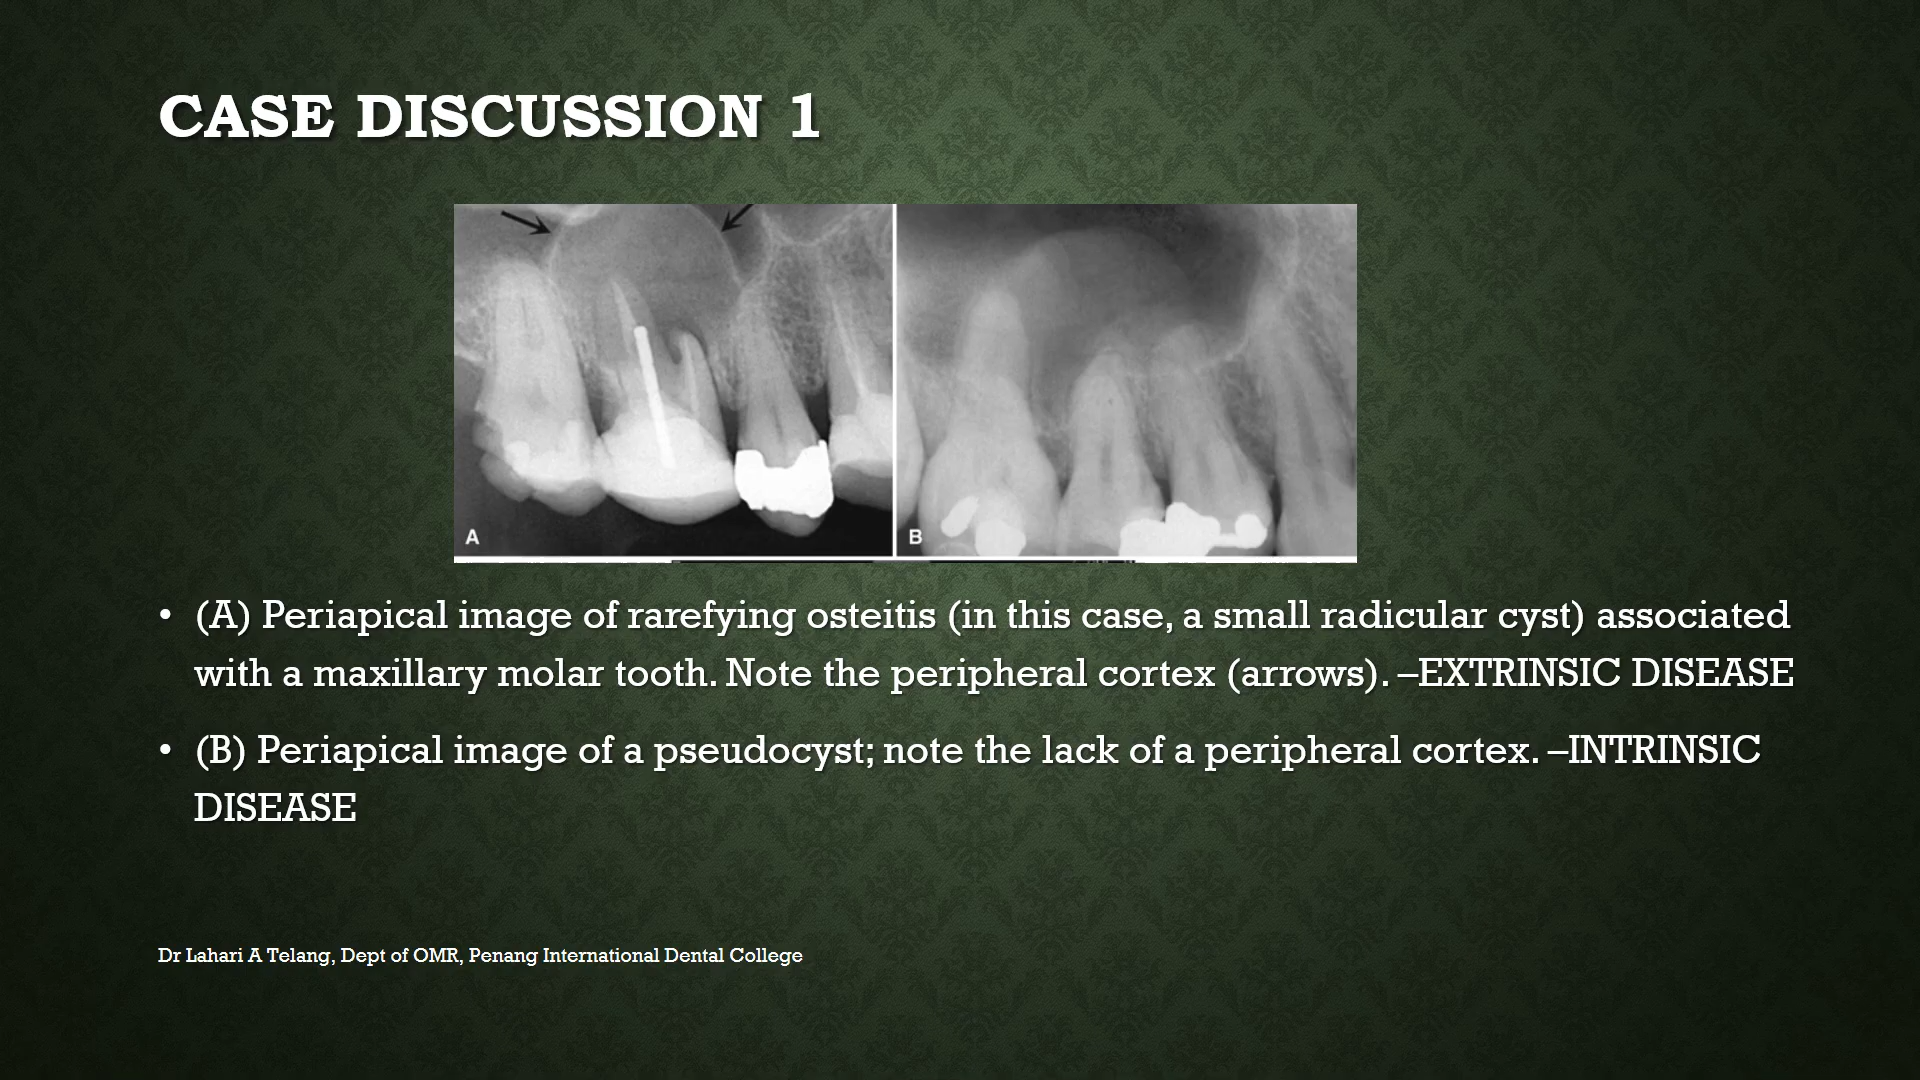 CASE DISCUSSION 1
A
B
• (A) Periapical image of rarefying osteitis (in this case, a small radicular cyst) associated
with a maxillary molar tooth. Note the peripheral cortex (arrows). –EXTRINSIC DISEASE
• (B) Periapical image of a pseudocyst; note the lack of a peripheral cortex. –INTRINSIC
DISEASE
Dr Lahari A Telang, Dept of OMR, Penang International Dental College